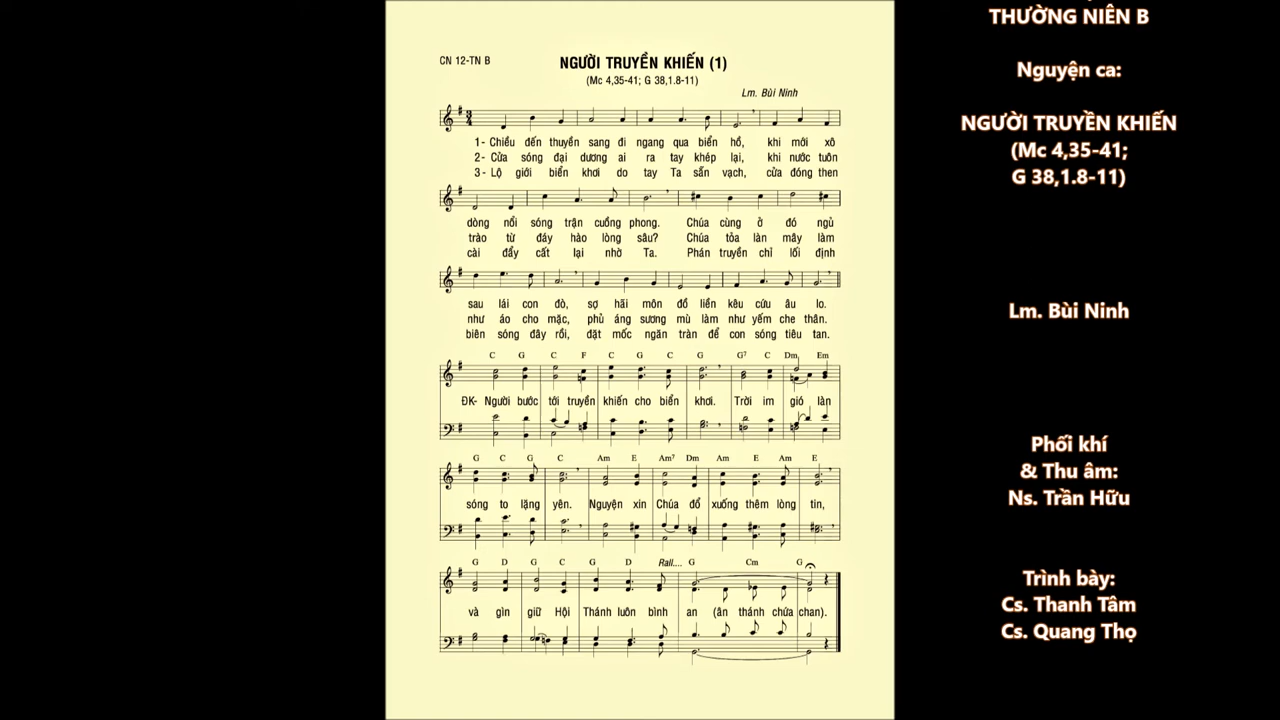 CN 12-TN B
NGƯỜI TRUYỀN KHIẾN (1)
(Mc 4,35-41; G 38,1.8-11)
Lm. Bùi Ninh
1- Chiều đến thuyền sang đi ngang qua biển hồ, khi mới xô
2- Cửa sóng đại dương ai ra tay khép lại, khi nước tuôn
3- Lộ giới biển khơi do tay Ta sẵn vạch, cửa đóng then
dòng nổi sóng trận cuồng phong. Chúa cùng ở đó ngủ
trào từ đáy hào lòng sâu? Chúa tỏa làn mây làm
cài đẩy cất lại nhờ Ta. Phán truyền chỉ lối định
sau lái con đò, sợ hãi môn đồ liền kêu cứu âu lo.
như áo cho mặc, phủ áng sương mù làm như yếm che thân.
biên sóng đây rồi, đặt mốc ngăn tràn để con sóng tiêu tan.
C G C F C G C G G7 C Dm Em
ĐK- Người bước tới truyền khiến cho biển khơi. Trời im gió làn
G C G C Am E Am7 Dm Am E Am E
sóng to lặng yên. Nguyện xin Chúa đổ xuống thêm lòng tin,
G D G C G D Rall.... G Cm G
và gìn giữ Hội Thánh luôn bình an (ân thánh chứa chan).
THƯỜNG NIÊN B
Nguyện ca:
NGƯỜI TRUYỀN KHIẾN
(Mc 4,35-41;
G 38,1.8-11)
Lm. Bùi Ninh
Phối khí
& Thu âm:
Ns. Trần Hữu
Trình bày:
Cs. Thanh Tâm
Cs. Quang Thọ